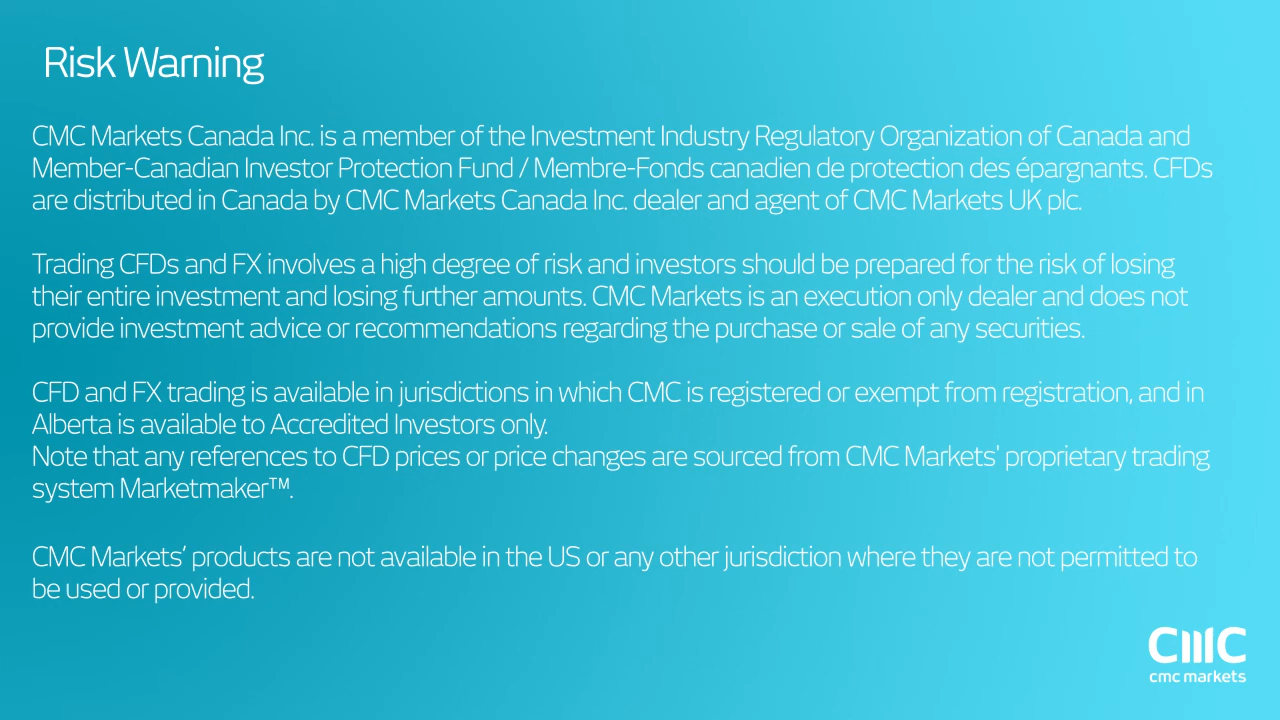 Risk Warning
CMC Markets Canada Inc. is a member of the Investment Industry Regulatory Organization of Canada and
Member-Canadian Investor Protection Fund / Membre-Fonds canadien de protection des épargnants. CFDs
are distributed in Canada by CMC Markets Canada Inc. dealer and agent of CMC Markets UK plc.
Trading CFDs and FX involves a high degree of risk and investors should be prepared for the risk of losing
their entire investment and losing further amounts. CMC Markets is an execution only dealer and does not
provide investment advice or recommendations regarding the purchase or sale of any securities.
CFD and FX trading is available in jurisdictions in which CMC is registered or exempt from registration, and in
Alberta is available to Accredited Investors only.
Note that any references to CFD prices or price changes are sourced from CMC Markets' proprietary trading
system Marketmaker™.
CMC Markets’ products are not available in the US or any other jurisdiction where they are not permitted to
be used or provided.
CMC
cmc markets